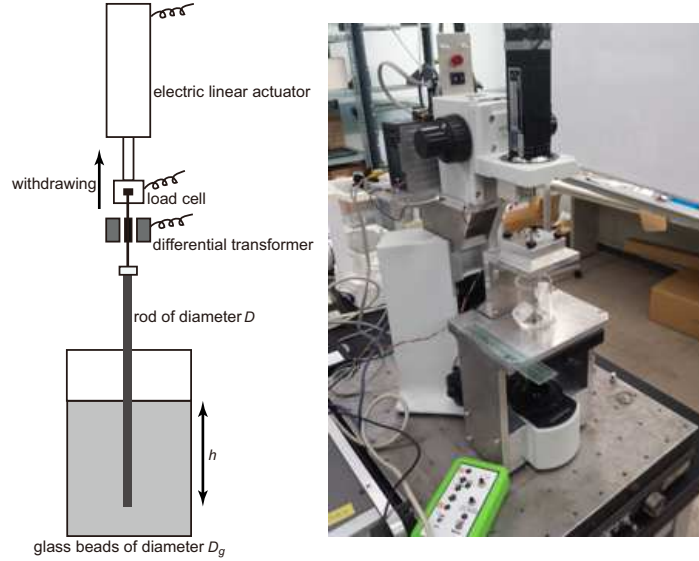 electric linear actuator
withdrawing
load cell
differential transformer
rod of diameter D
h
glass beads of diameter Dg